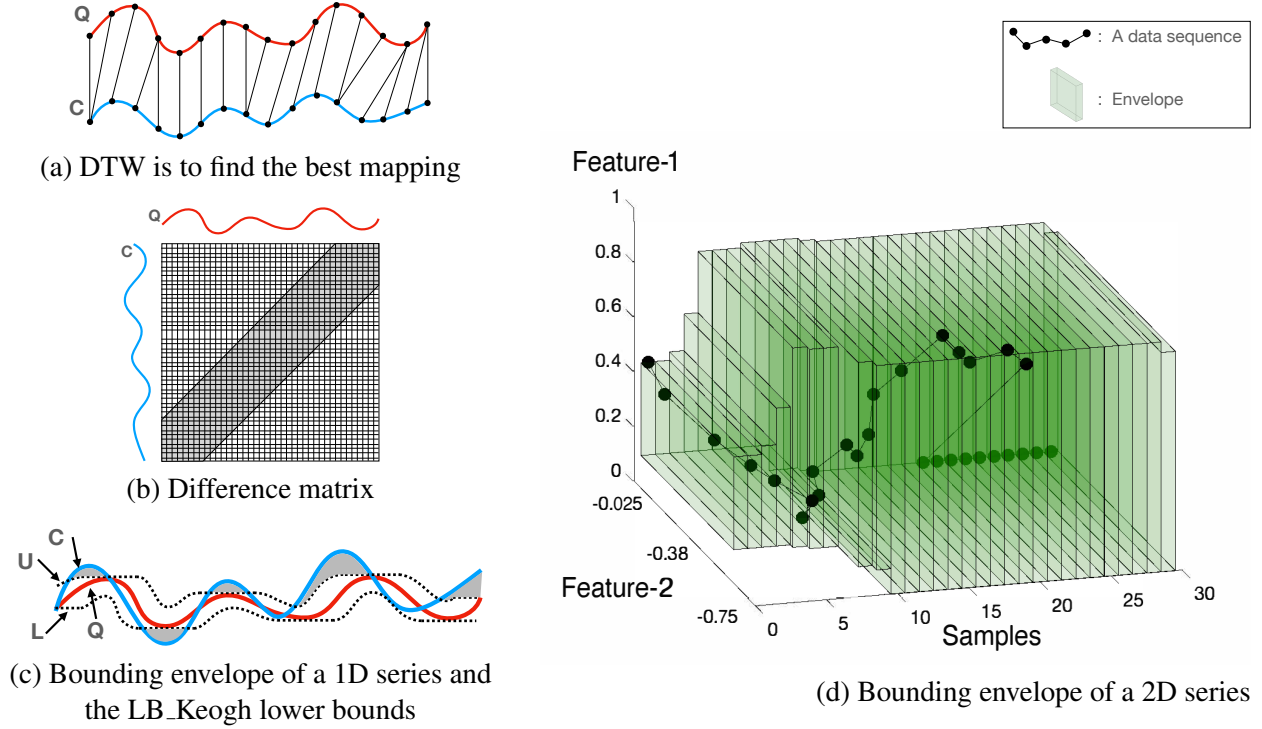 Q
C
(a) DTW is to find the best mapping
Q
C
(b) Difference matrix
C
U
L
Q
(c) Bounding envelope of a 1D series and
the LB_Keogh lower bounds
: A data sequence
: Envelope
Feature-1
1
0.8
0.6
0.4
0.2
0
-0.025
-0.38
-0.75
Feature-2
0
5
10
15
20
25
30
Samples
(d) Bounding envelope of a 2D series